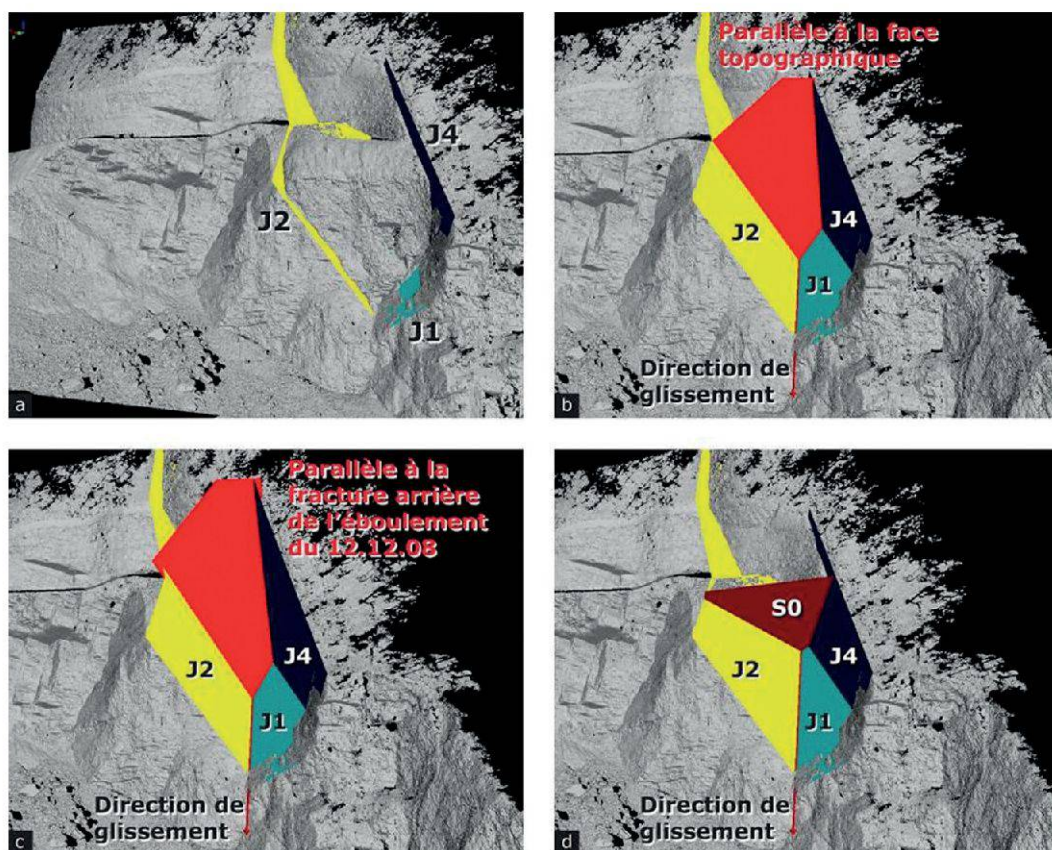 J4
J2
J1
a
Parallèle à la face
topographique
J2
J4
J1
Direction de
glissement
b
Parallèle à la
fracture arrière
de l'éboulement
du 12.12.08
J2
J4
J1
Direction de
glissement
c
S0
J2
J4
J1
Direction de
glissement
d